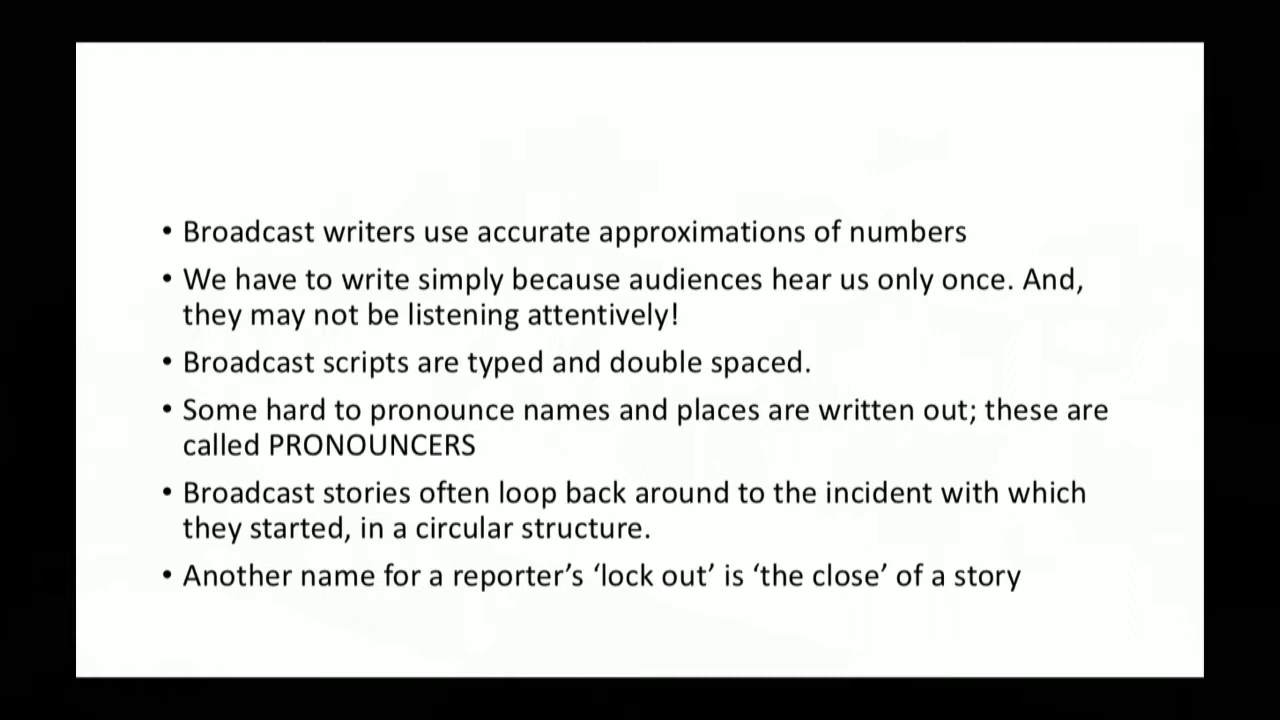 • Broadcast writers use accurate approximations of numbers
• We have to write simply because audiences hear us only once. And,
they may not be listening attentively!
• Broadcast scripts are typed and double spaced.
• Some hard to pronounce names and places are written out; these are
called PRONOUNCERS
• Broadcast stories often loop back around to the incident with which
they started, in a circular structure.
• Another name for a reporter’s ‘lock out’ is ‘the close’ of a story